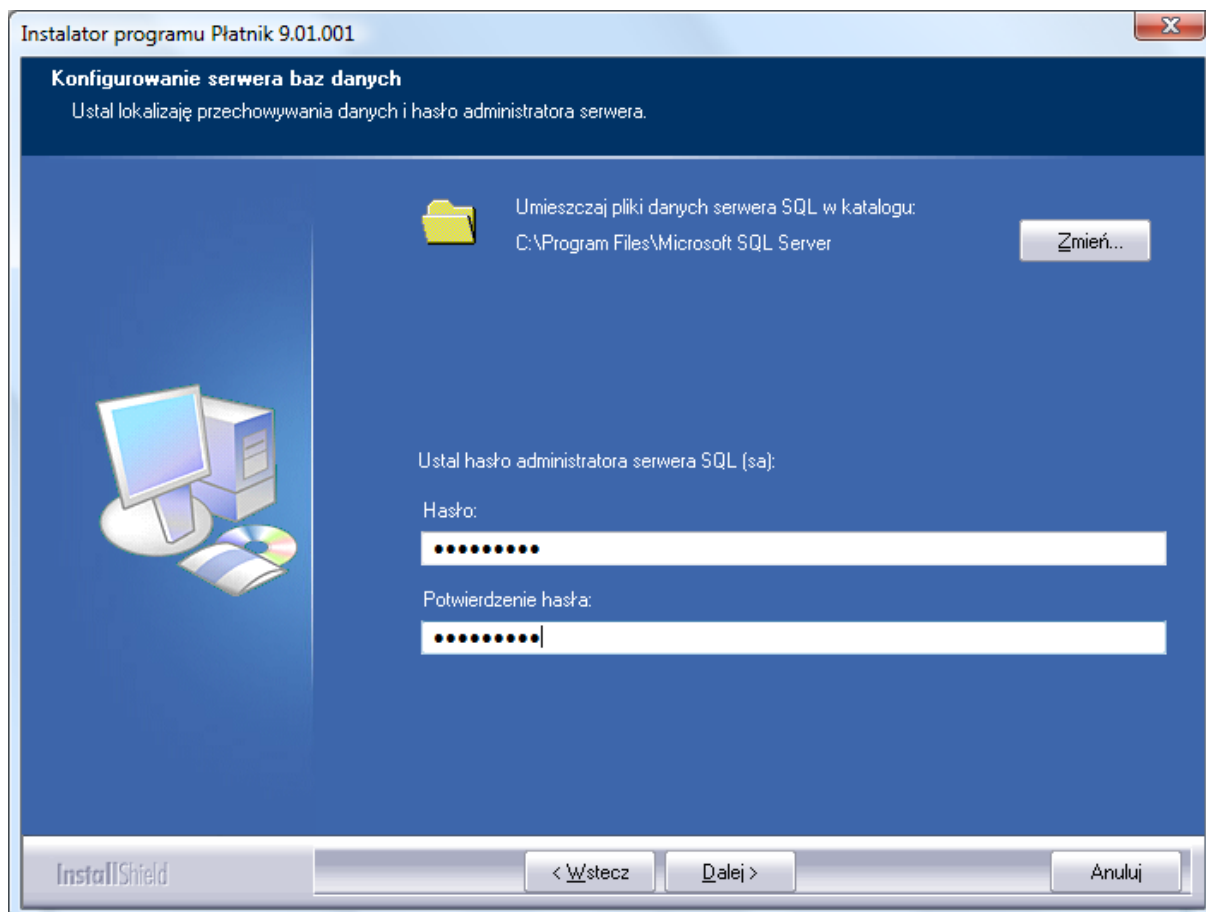 Instalator programu Płatnik 9.01.001
Konfigurowanie serwera baz danych
Ustal lokalizaję przechowywania danych i hasło administratora serwera.
Umieszczaj pliki danych serwera SQL w katalogu:
C:\Program Files\Microsoft SQL Server
Zmień...
Ustal hasło administratora serwera SQL (sa):
Hasło:
•••••••••
Potwierdzenie hasła:
•••••••••
InstallShield
< Wstecz
Dalej >
Anuluj